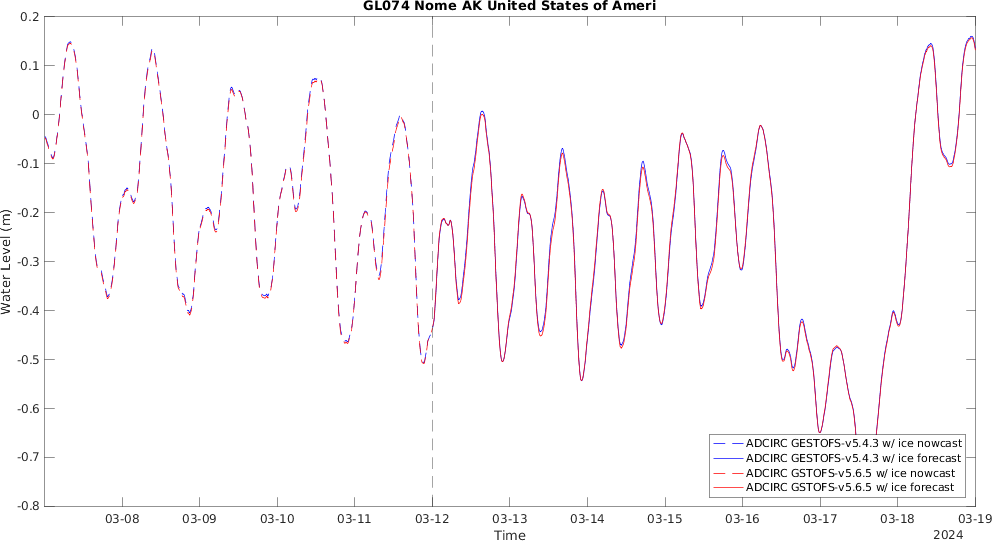 GL074 Nome AK United States of Ameri
0.2
0.1
0
-0.1
-0.2
-0.3
-0.4
-0.5
-0.6
-0.7
-0.8
Water Level (m)
ADCIRC GESTOFS-v5.4.3 w/ ice nowcast
ADCIRC GESTOFS-v5.4.3 w/ ice forecast
ADCIRC GSTOFS-v5.6.5 w/ ice nowcast
ADCIRC GSTOFS-v5.6.5 w/ ice forecast
03-08 03-09 03-10 03-11 03-12 03-13 03-14 03-15 03-16 03-17 03-18 03-19
Time
2024